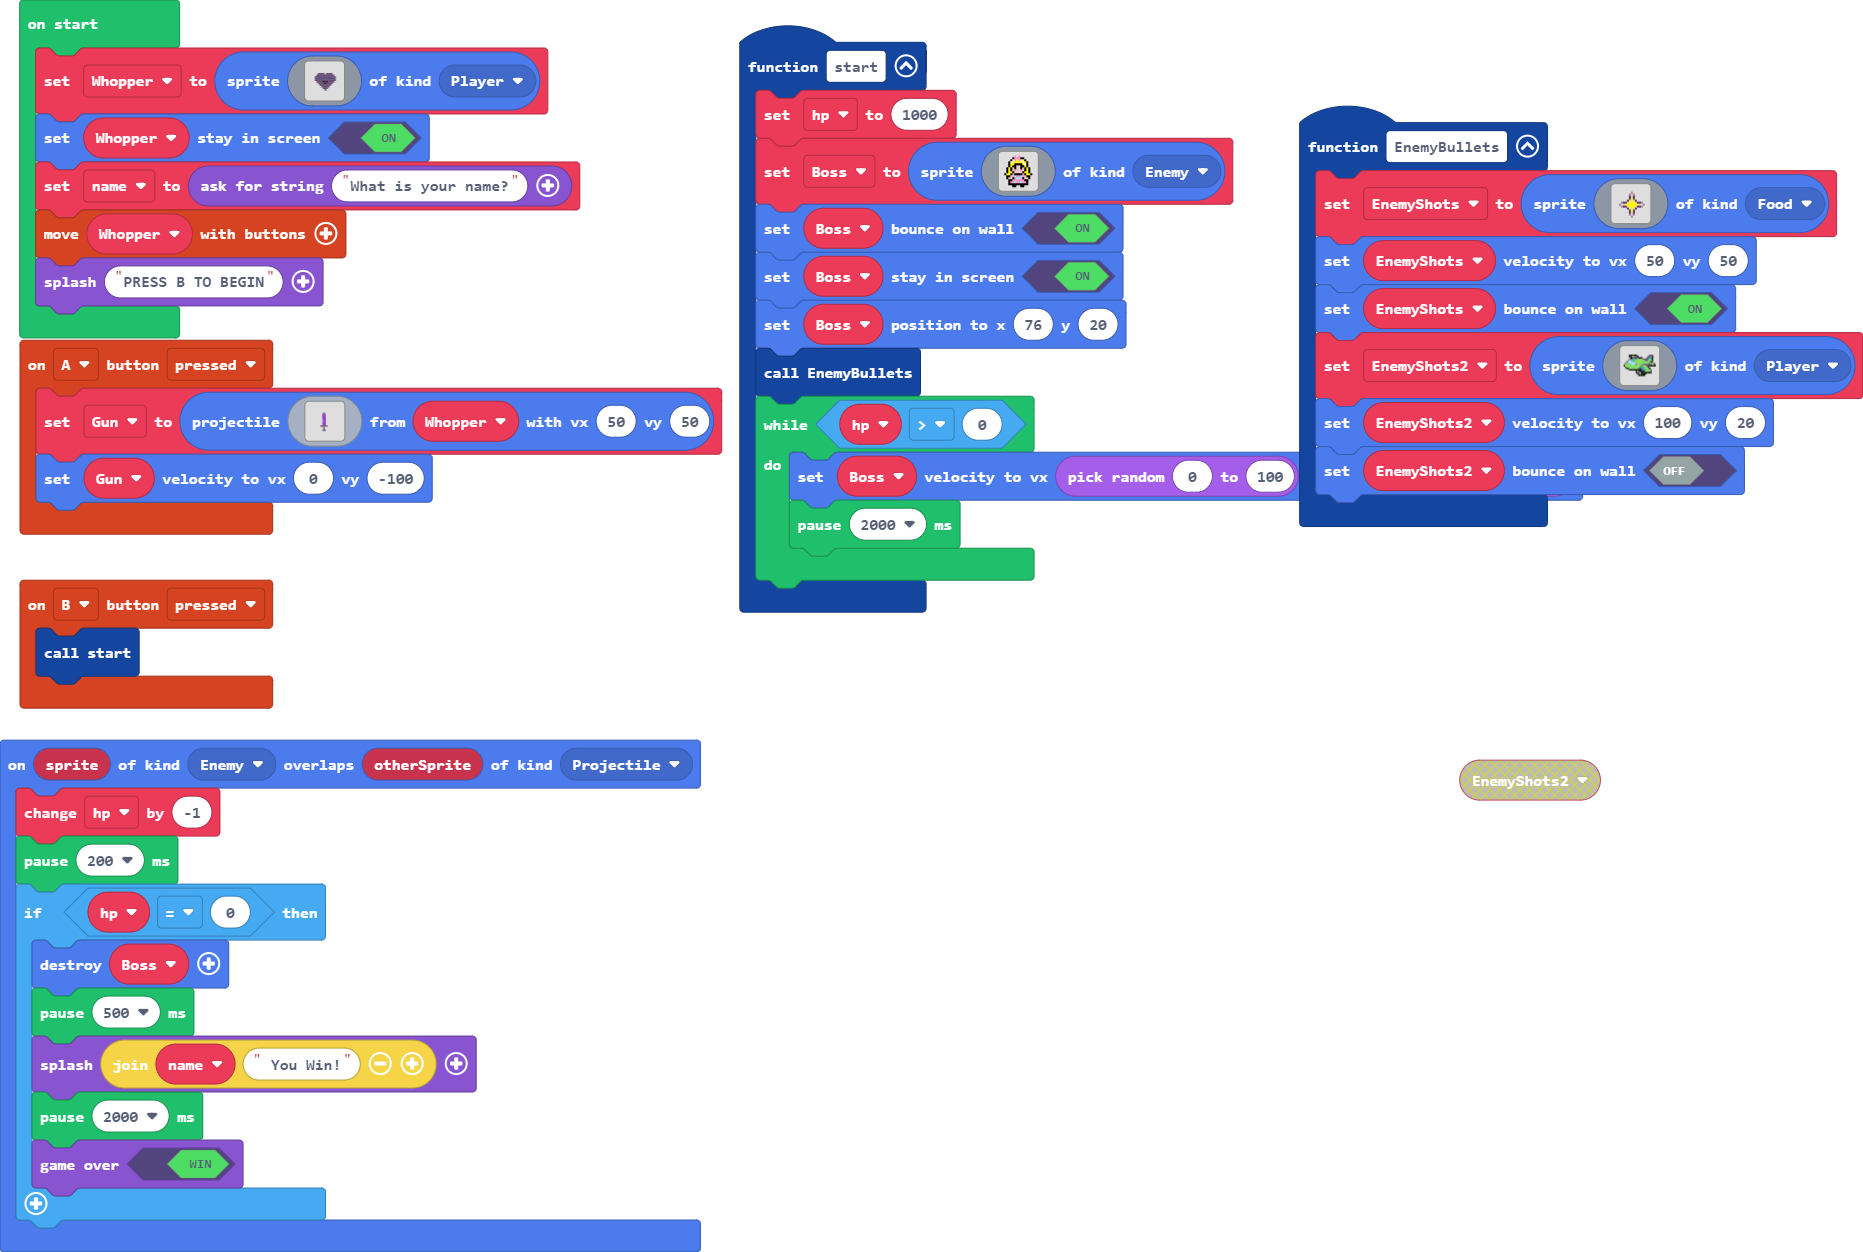 on start
set Whopper to sprite of kind Player
set Whopper stay in screen ON
set name to ask for string "What is your name?"
move Whopper with buttons
splash "PRESS B TO BEGIN"
on A button pressed
set Gun to projectile from Whopper with vx 50 vy 50
set Gun velocity to vx 0 vy -100
on B button pressed
call start
on sprite of kind Enemy overlaps otherSprite of kind Projectile
change hp by -1
pause 200 ms
if hp = 0 then
destroy Boss
pause 500 ms
splash join name " You Win!"
pause 2000 ms
game over WIN
function start
set hp to 1000
set Boss to sprite of kind Enemy
set Boss bounce on wall ON
set Boss stay in screen ON
set Boss position to x 76 y 20
call EnemyBullets
while hp > 0
do
set Boss velocity to vx pick random 0 to 100
pause 2000 ms
function EnemyBullets
set EnemyShots to sprite of kind Food
set EnemyShots velocity to vx 50 vy 50
set EnemyShots bounce on wall ON
set EnemyShots2 to sprite of kind Player
set EnemyShots2 velocity to vx 100 vy 20
set EnemyShots2 bounce on wall OFF
EnemyShots2